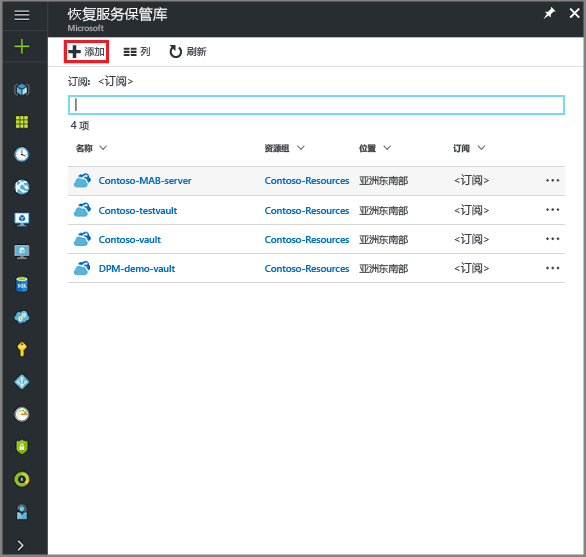 恢复服务保管库
Microsoft
添加 列 刷新
订阅: <订阅>
4 项
名称 资源组 位置 订阅
Contoso-MAB-server Contoso-Resources 亚洲东南部 <订阅>
Contoso-testvault Contoso-Resources 亚洲东南部 <订阅>
Contoso-vault Contoso-Resources 亚洲东南部 <订阅>
DPM-demo-vault Contoso-Resources 亚洲东南部 <订阅>
SQL